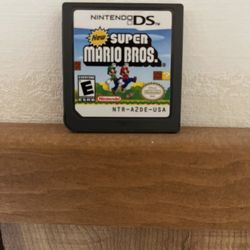 NINTENDO DS
New
SUPER
MARIO BROS.
E
Nintendo
NTR-A2DE-USA